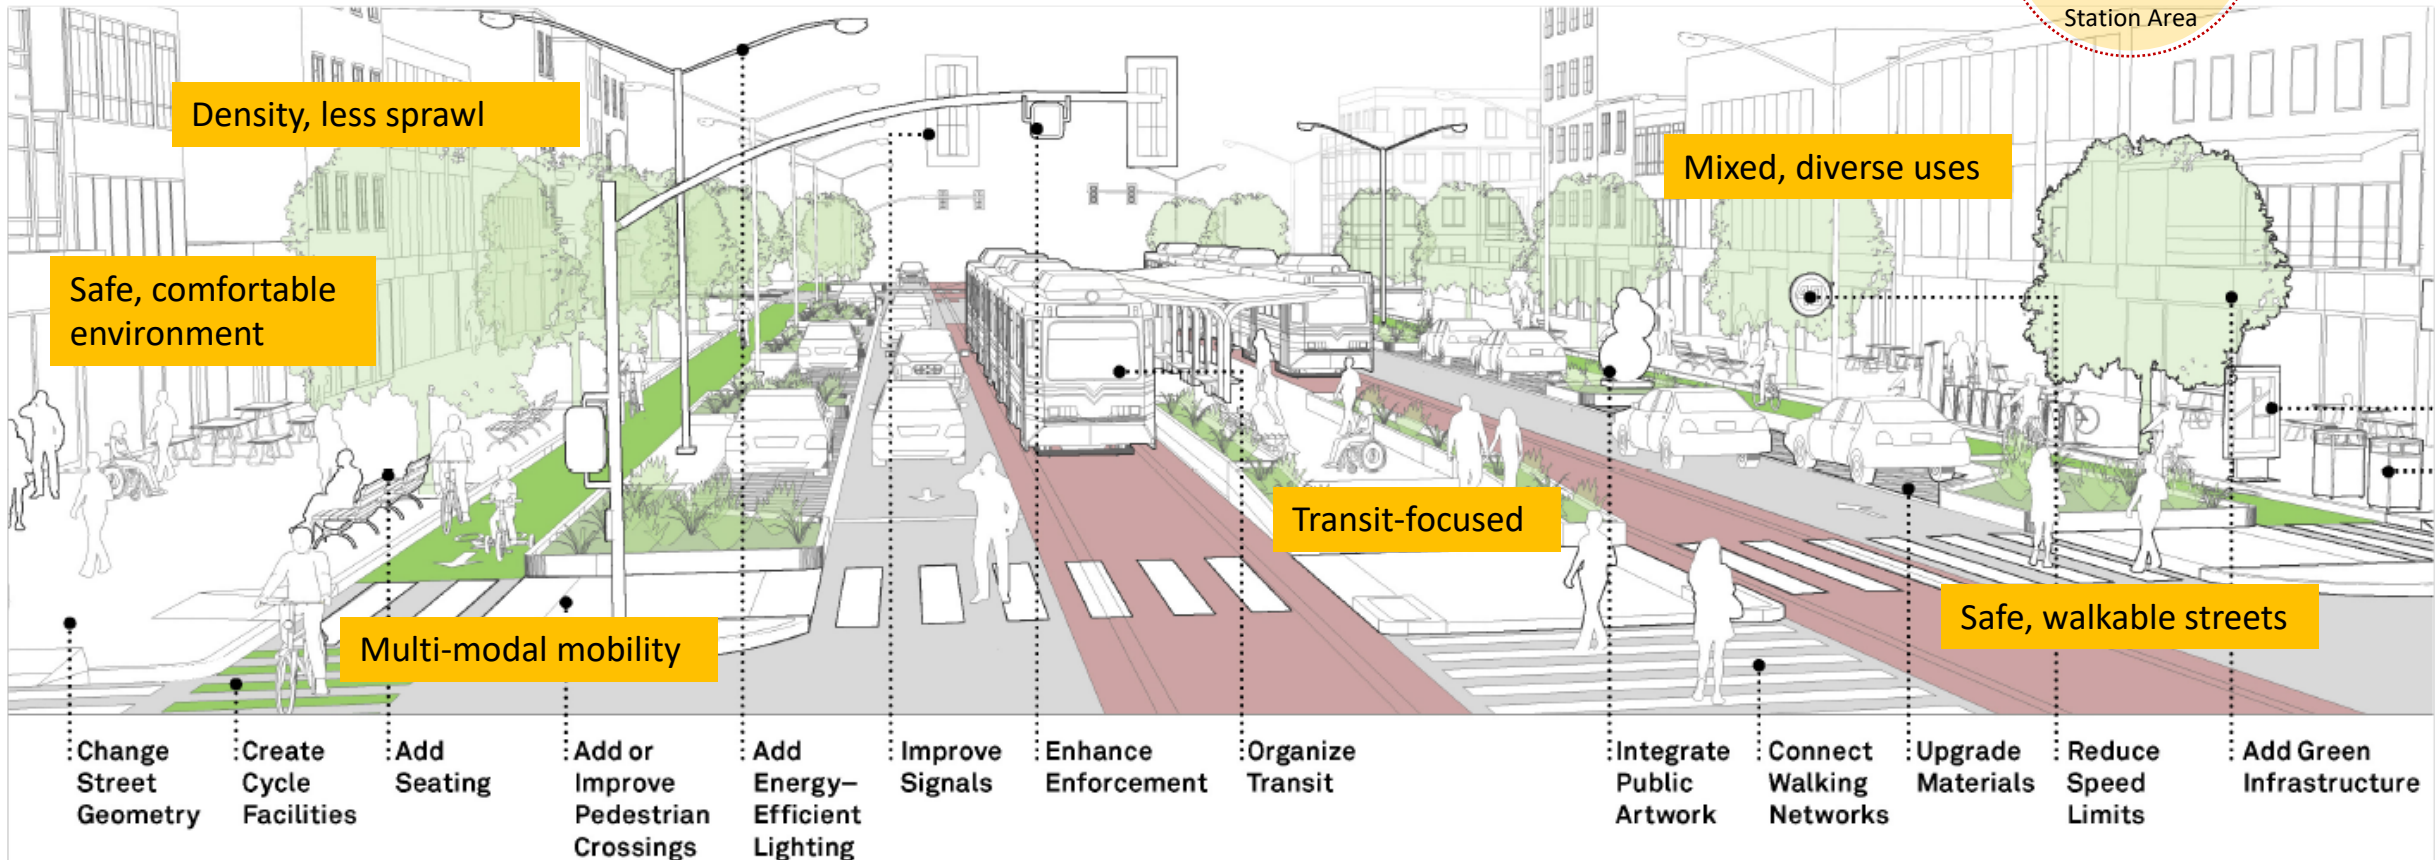 Station Area
Density, less sprawl
Mixed, diverse uses
Safe, comfortable
environment
Transit-focused
Safe, walkable streets
Multi-modal mobility
Change
Street
Geometry
Create
Cycle
Facilities
Add
Seating
Add or
Improve
Pedestrian
Crossings
Add
Energy–
Efficient
Lighting
Improve
Signals
Enhance
Enforcement
Organize
Transit
Integrate
Public
Artwork
Connect
Walking
Networks
Upgrade
Materials
Reduce
Speed
Limits
Add Green
Infrastructure